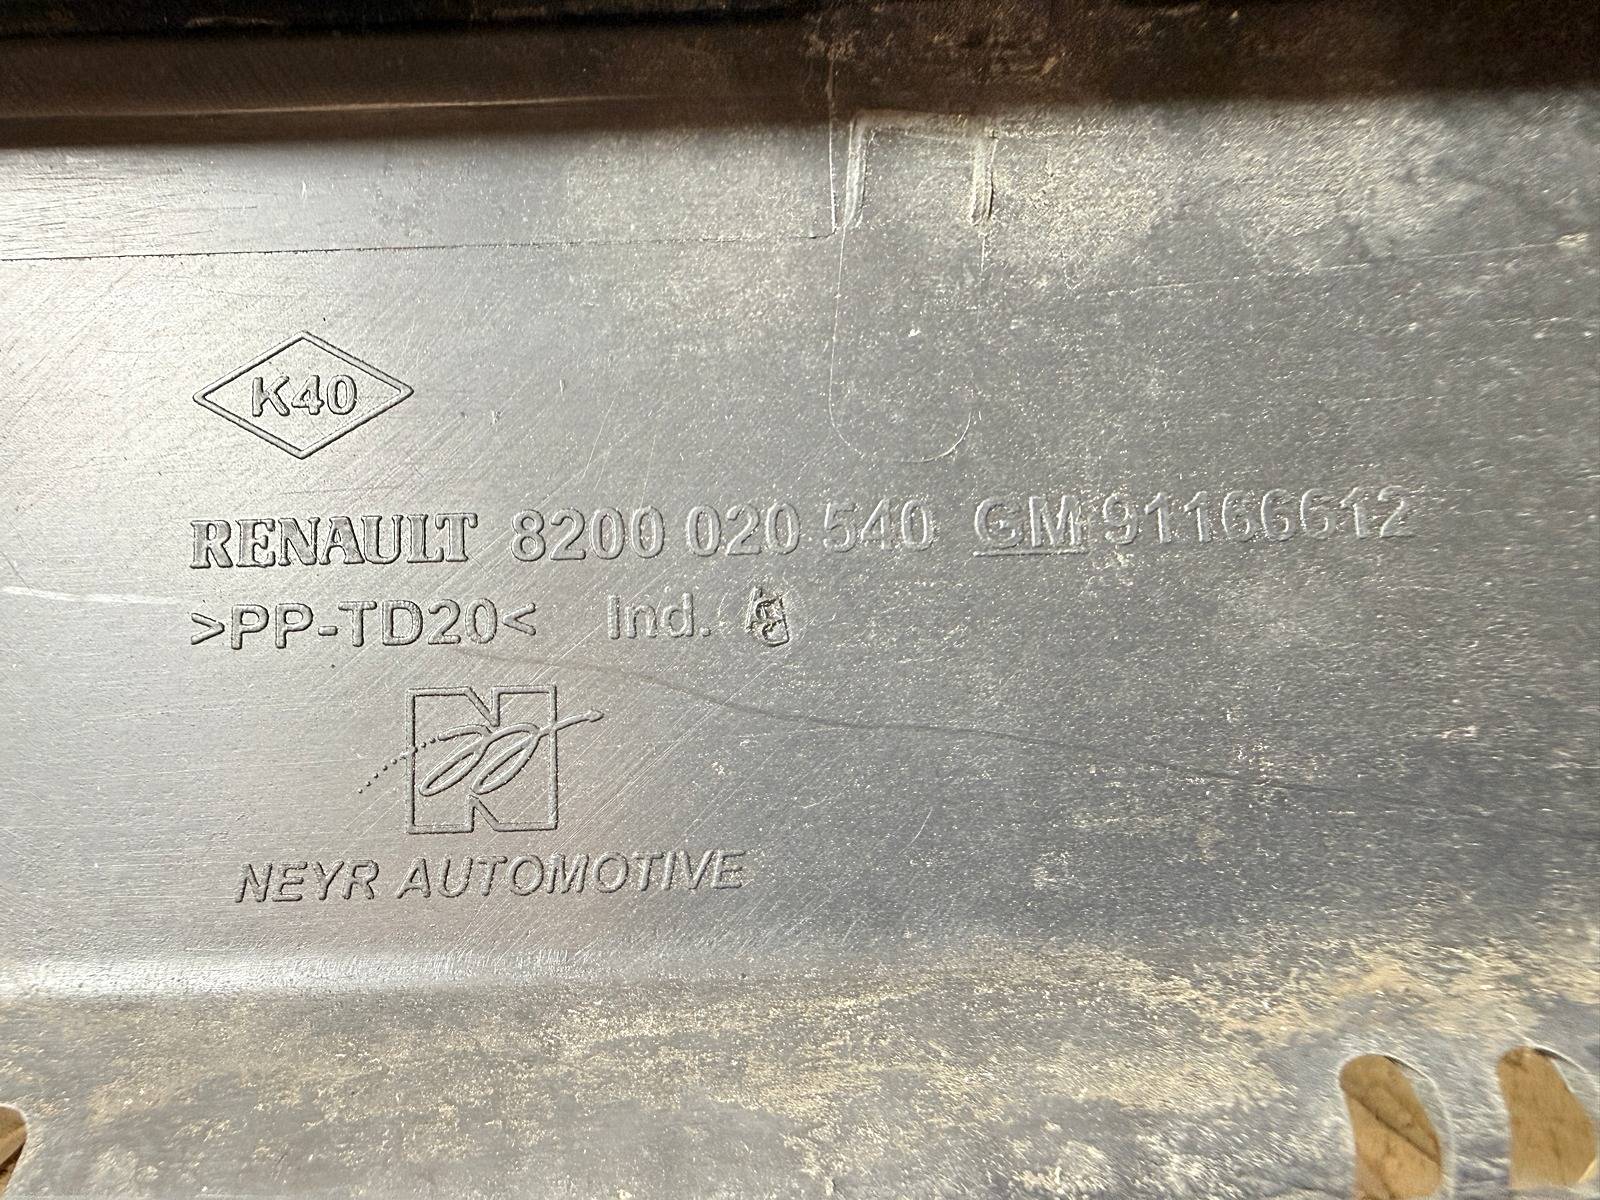 K40
RENAULT 8200 020 540 GM 91166612
>PP-TD20< Ind.
NEYR AUTOMOTIVE